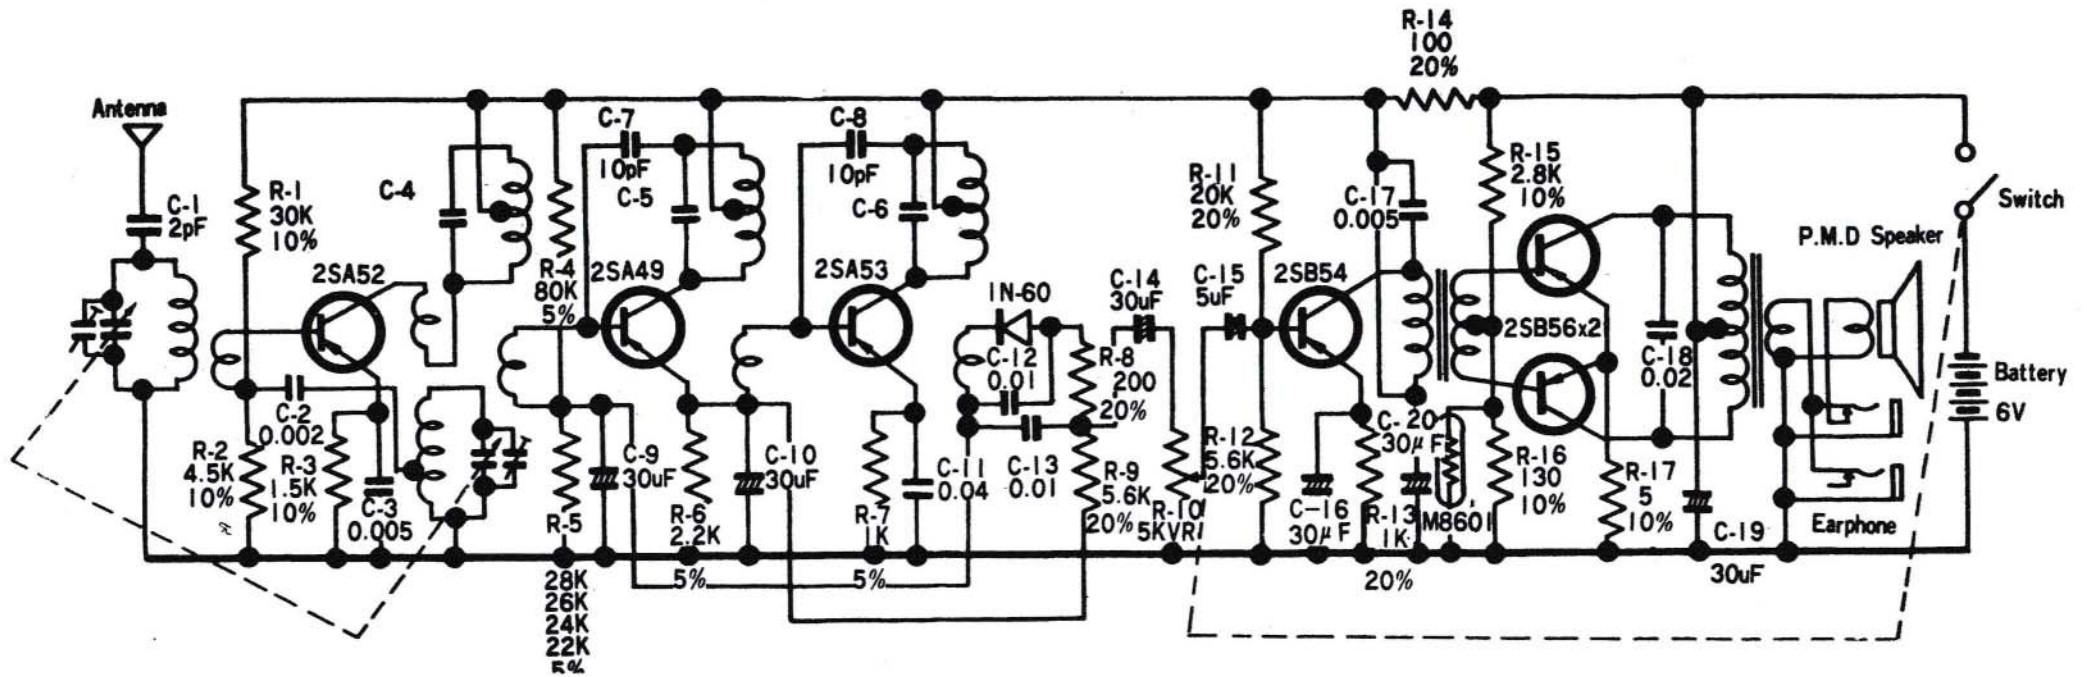 Antenna
C-1
2pF
R-1
30K
10%
2SA52
C-4
R-2
4.5K
10%
C-2
0.002
R-3
1.5K
10%
C-3
0.005
R-4
80K
5%
C-7
10pF
C-5
2SA49
R-5
28K
26K
24K
22K
5%
C-9
30uF
R-6
2.2K
5%
C-10
30uF
C-8
10pF
C-6
2SA53
R-7
1K
5%
C-11
0.04
1N-60
C-12
0.01
C-13
0.01
R-8
200
20%
R-9
5.6K
20%
C-14
30uF
R-10
5KVR
C-15
5uF
R-11
20K
20%
R-12
5.6K
20%
2SB54
C-16
30μF
R-13
1K
20%
C-17
0.005
C-20
30μF
M8601
R-14
100
20%
R-15
2.8K
10%
2SB56x2
R-16
130
10%
R-17
5
10%
C-18
0.02
C-19
30uF
P.M.D Speaker
Earphone
Switch
Battery
6V